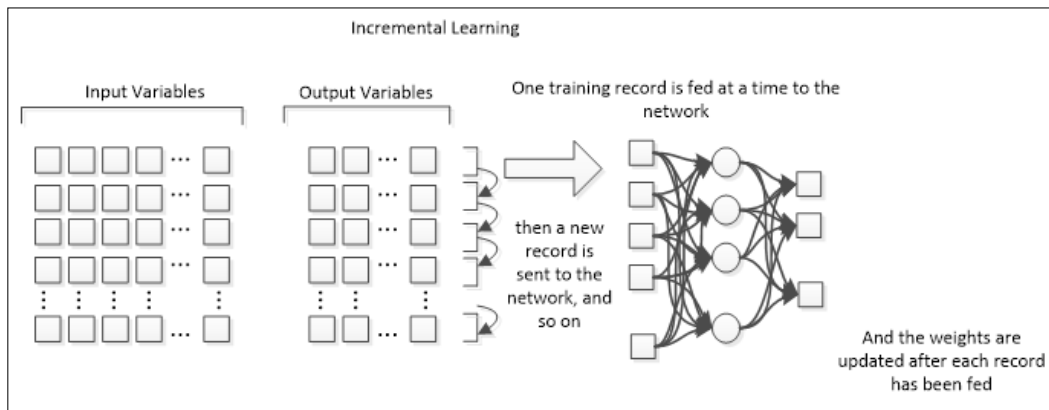 Incremental Learning
Input Variables
Output Variables
One training record is fed at a time to the
network
then a new
record is
sent to the
network, and
so on
And the weights are
updated after each record
has been fed